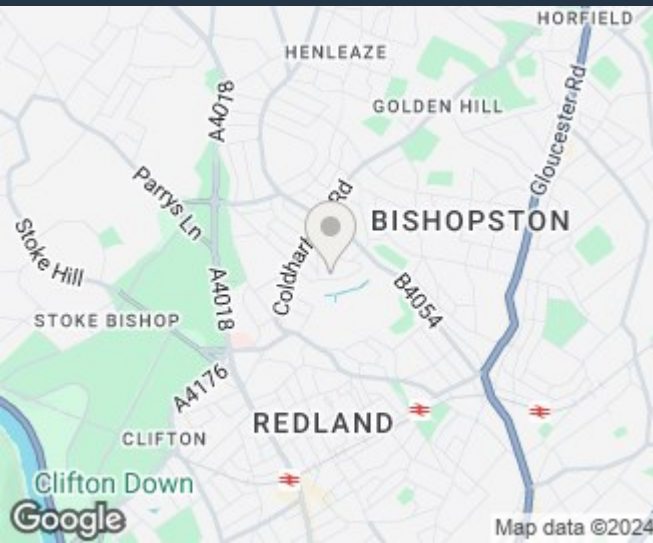 HORFIELD
HENLEAZE
A4018
GOLDEN HILL
Gloucester Rd
Parrys Ln
Rd
BISHOPSTON
Stoke Hill
A4018
B4054
STOKE BISHOP
A4176
REDLAND
CLIFTON
Clifton Down
Google
Map data ©2024